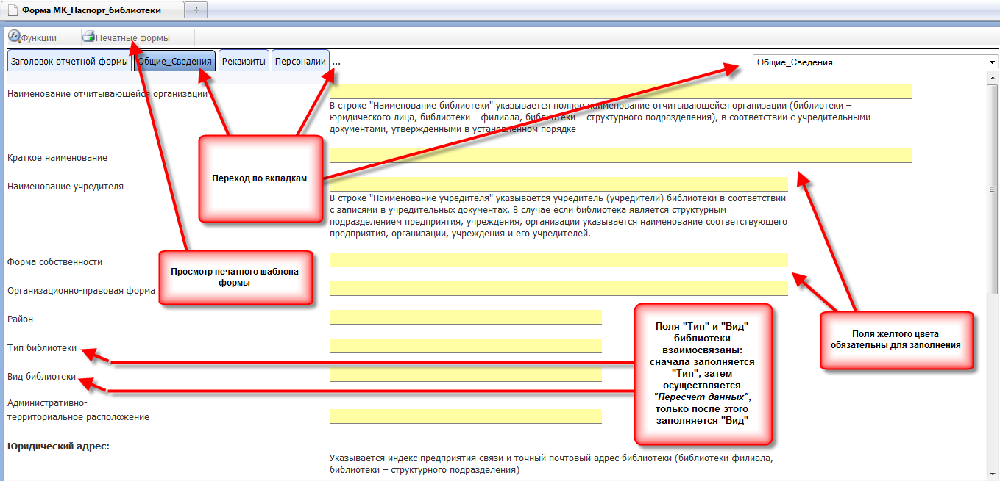 Форма МК_Паспорт_библиотеки
Функции
Печатные формы
Заголовок отчетной формы
Общие_Сведения
Реквизиты
Персоналии
...
Общие_Сведения
Наименование отчитывающейся организации
В строке "Наименование библиотеки" указывается полное наименование отчитывающейся организации (библиотеки –
юридического лица, библиотеки – филиала, библиотеки – структурного подразделения), в соответствии с учредительными
документами, утвержденными в установленном порядке
Краткое наименование
Переход по вкладкам
Наименование учредителя
В строке "Наименование учредителя" указывается учредитель (учредители) библиотеки в соответствии
с записями в учредительных документах. В случае если библиотека является структурным
подразделением предприятия, учреждения, организации указывается наименование соответствующего
предприятия, организации, учреждения и его учредителей.
Форма собственности
Просмотр печатного шаблона
формы
Организационно-правовая форма
Район
Тип библиотеки
Вид библиотеки
Поля "Тип" и "Вид"
библиотеки
взаимосвязаны:
сначала заполняется
"Тип", затем
осуществляется
"Пересчет данных",
только после этого
заполняется "Вид"
Поля желтого цвета
обязательны для заполнения
Административно-
территориальное расположение
Юридический адрес:
Указывается индекс предприятия связи и точный почтовый адрес библиотеки (библиотеки-филиала,
библиотеки – структурного подразделения)